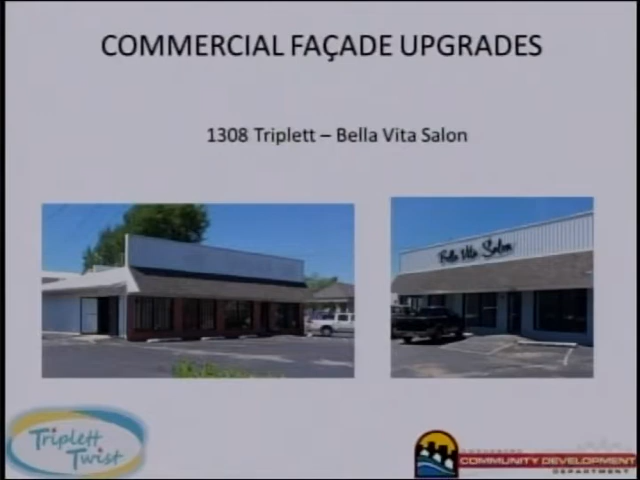 COMMERCIAL FAÇADE UPGRADES
1308 Triplett – Bella Vita Salon
Bella Vita Salon
Triplett
Twist
COMMUNITY DEVELOPMENT
DEPARTMENT